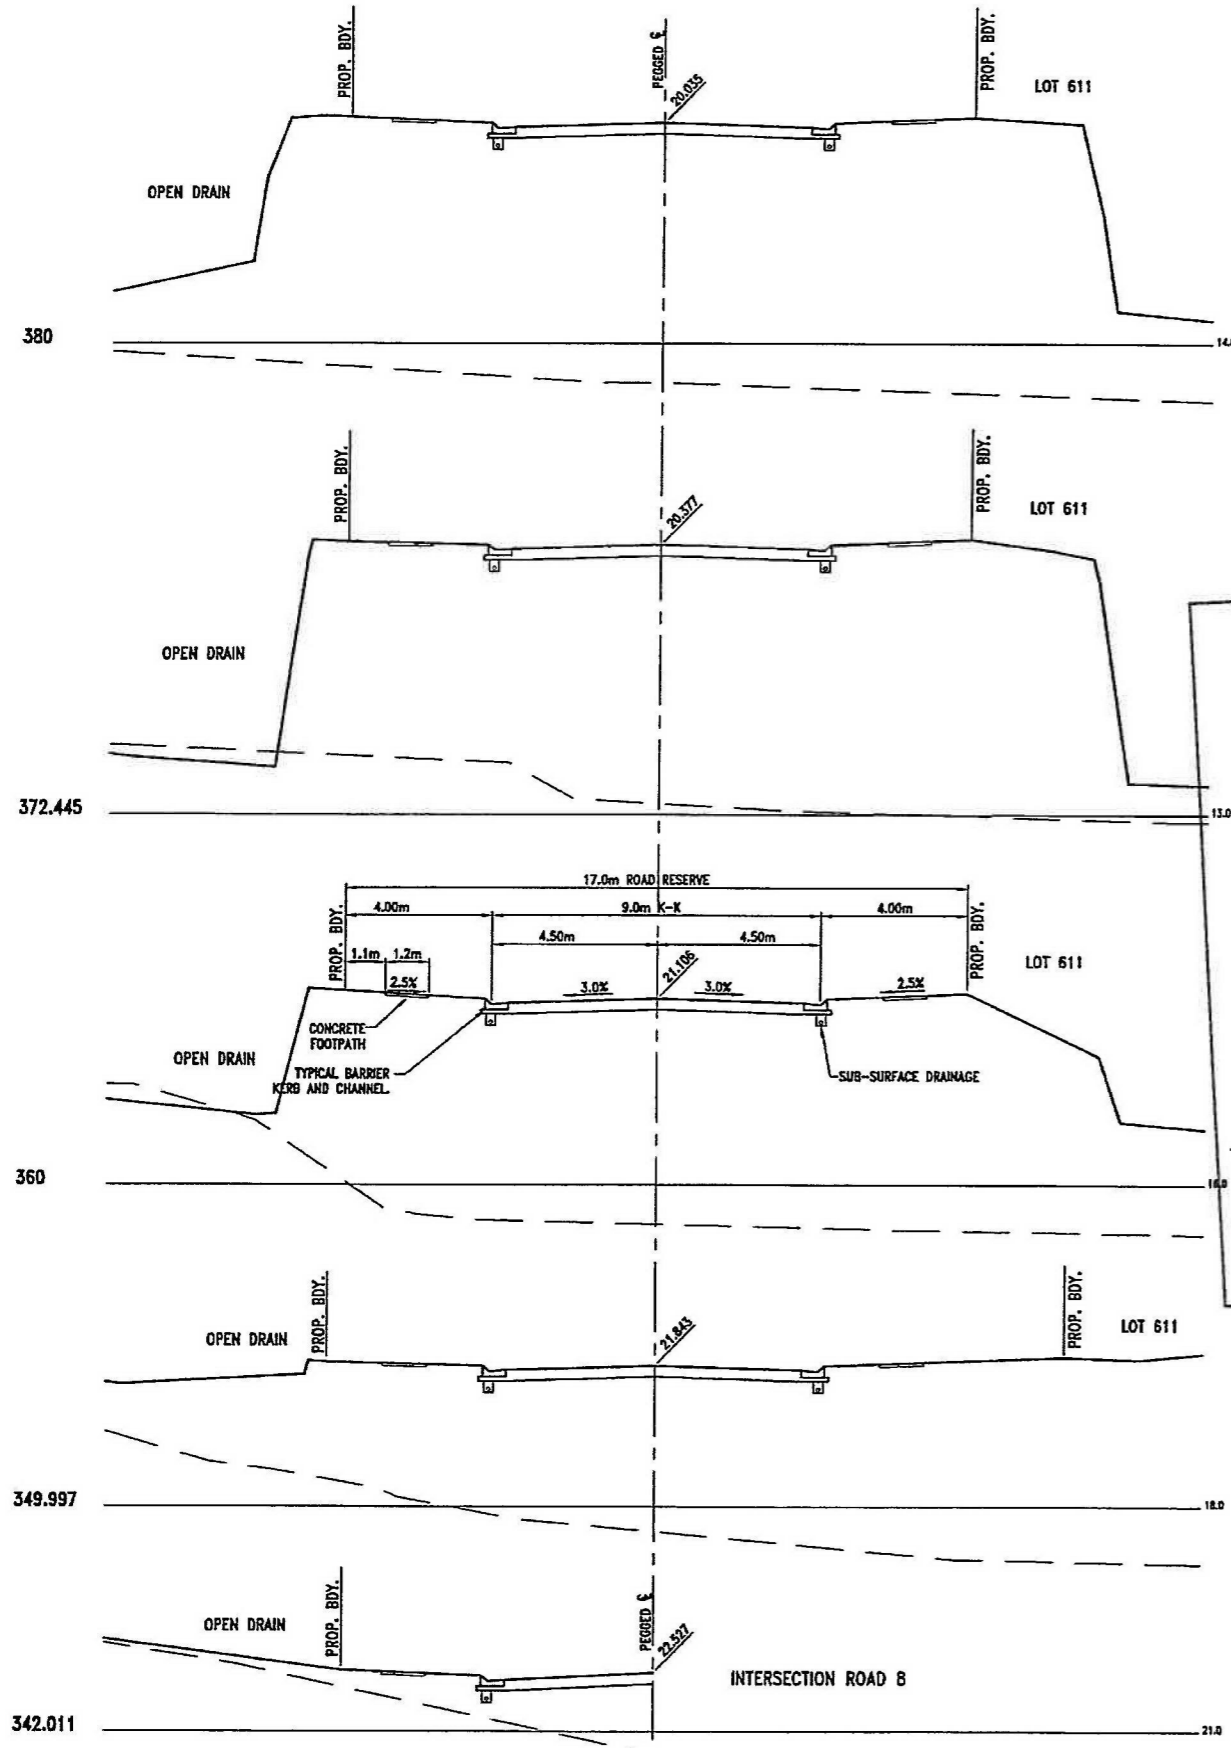 PROP. BDY.
PEGGED ℄
20.035
PROP. BDY.
LOT 611
OPEN DRAIN
380
PROP. BDY.
20.377
PROP. BDY.
LOT 611
OPEN DRAIN
372.445
13.0
17.0m ROAD RESERVE
4.00m
9.0m K-K
4.00m
4.50m
4.50m
PROP. BDY.
1.1m
1.2m
21.106
PROP. BDY.
LOT 611
2.5%
3.0%
3.0%
2.5%
CONCRETE
FOOTPATH
OPEN DRAIN
TYPICAL BARRIER
KERB AND CHANNEL.
SUB-SURFACE DRAINAGE
360
PROP. BDY.
OPEN DRAIN
21.843
PROP. BDY.
LOT 611
349.997
18.0
PROP. BDY.
OPEN DRAIN
PEGGED ℄
22.527
INTERSECTION ROAD 8
342.011
21.0